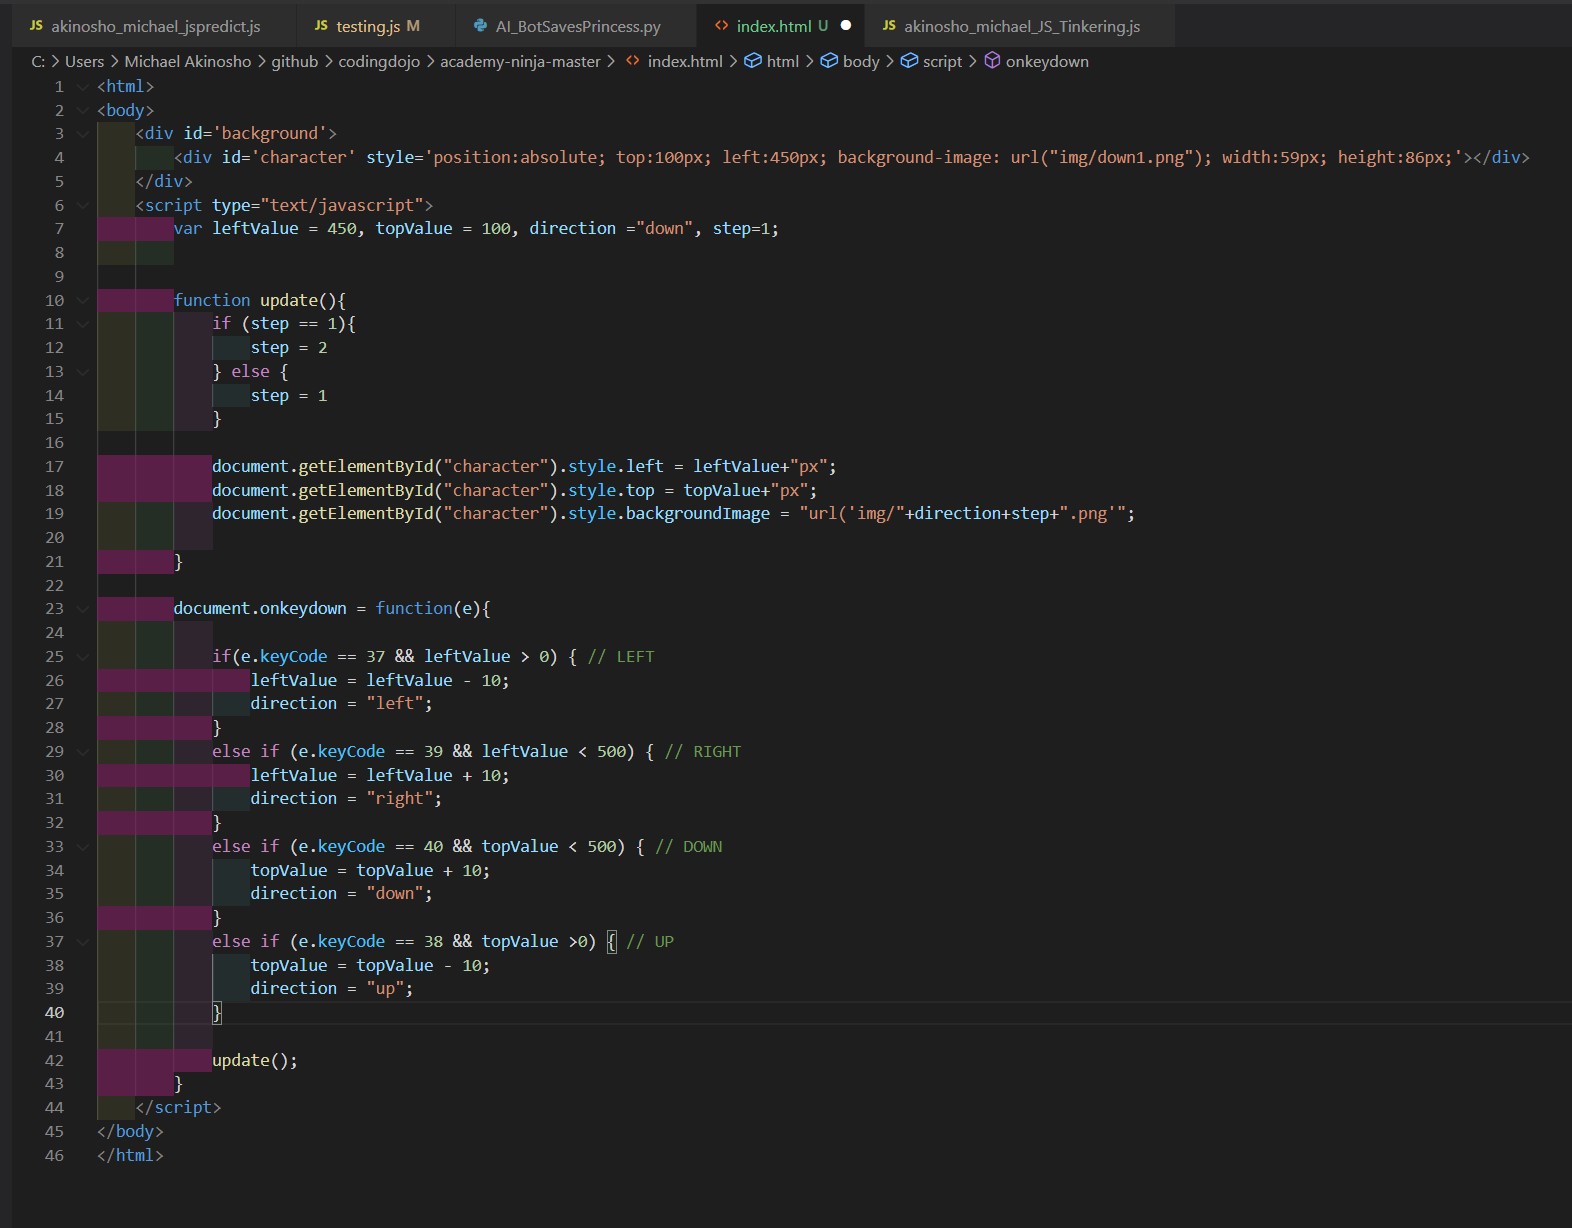 JS akinosho_michael_jspredict.js JS testing.js M AI_BotSavesPrincess.py <> index.html U ● JS akinosho_michael_JS_Tinkering.js
C: > Users > Michael Akinosho > github > codingdojo > academy-ninja-master > <> index.html > html > body > script > onkeydown
1 <html>
2 <body>
3 <div id='background'>
4 <div id='character' style='position:absolute; top:100px; left:450px; background-image: url("img/down1.png"); width:59px; height:86px;'></div>
5 </div>
6 <script type="text/javascript">
7 var leftValue = 450, topValue = 100, direction ="down", step=1;
8
9
10 function update(){
11 if (step == 1){
12 step = 2
13 } else {
14 step = 1
15 }
16
17 document.getElementById("character").style.left = leftValue+"px";
18 document.getElementById("character").style.top = topValue+"px";
19 document.getElementById("character").style.backgroundImage = "url('img/"+direction+step+".png'";
20
21 }
22
23 document.onkeydown = function(e){
24
25 if(e.keyCode == 37 && leftValue > 0) { // LEFT
26 leftValue = leftValue - 10;
27 direction = "left";
28 }
29 else if (e.keyCode == 39 && leftValue < 500) { // RIGHT
30 leftValue = leftValue + 10;
31 direction = "right";
32 }
33 else if (e.keyCode == 40 && topValue < 500) { // DOWN
34 topValue = topValue + 10;
35 direction = "down";
36 }
37 else if (e.keyCode == 38 && topValue >0) { // UP
38 topValue = topValue - 10;
39 direction = "up";
40 }
41
42 update();
43 }
44 </script>
45 </body>
46 </html>